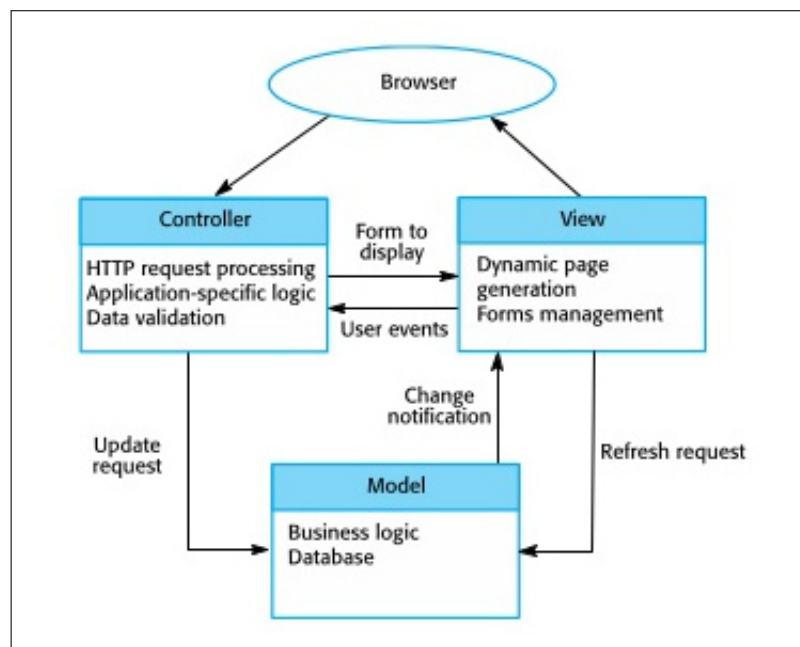 Browser
Controller
HTTP request processing
Application-specific logic
Data validation
Form to
display
User events
View
Dynamic page
generation
Forms management
Update
request
Change
notification
Refresh request
Model
Business logic
Database